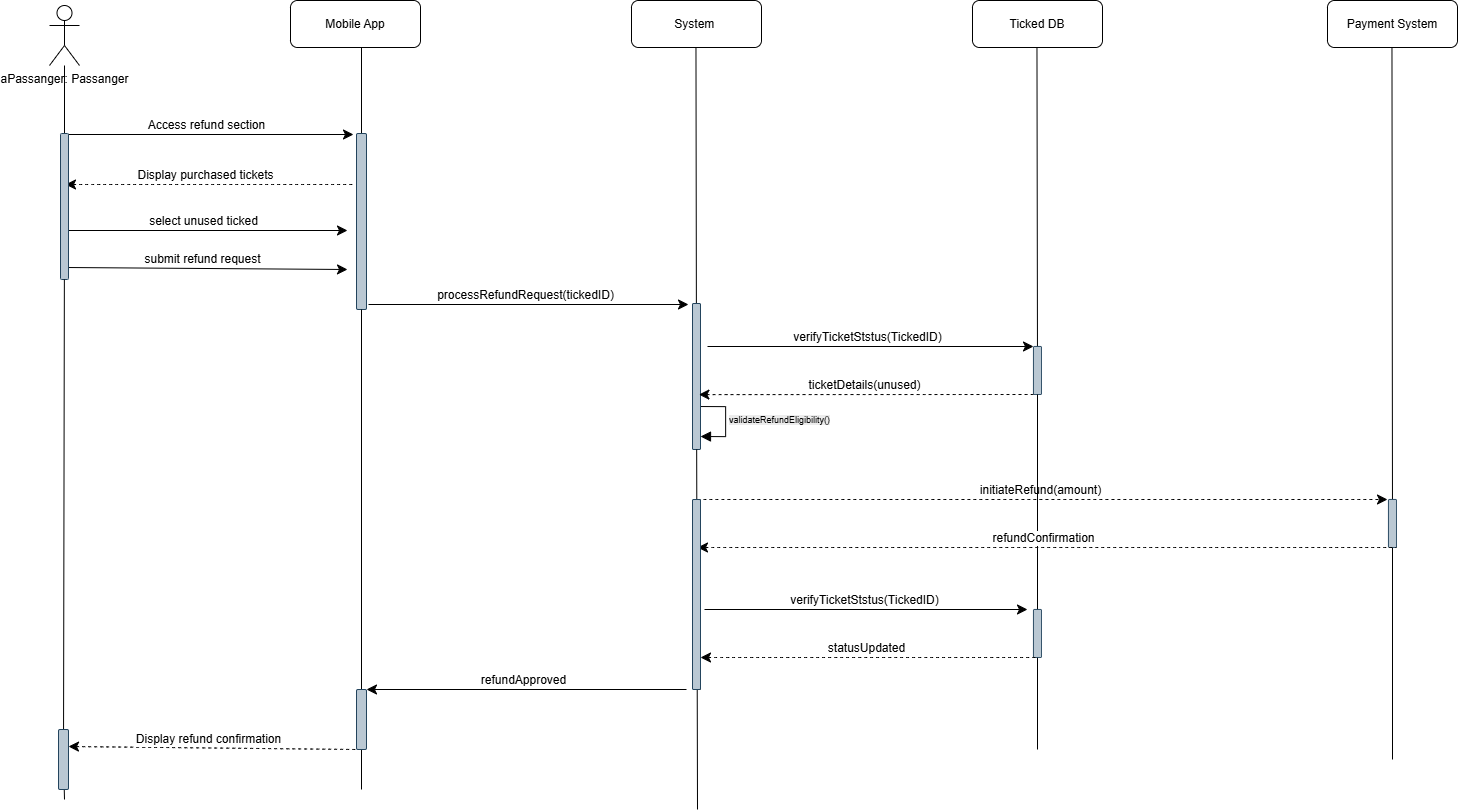 Mobile App
System
Ticked DB
Payment System
aPassanger: Passanger
Access refund section
Display purchased tickets
select unused ticked
submit refund request
processRefundRequest(tickedID)
verifyTicketStstus(TickedID)
ticketDetails(unused)
validateRefundEligibility()
initiateRefund(amount)
refundConfirmation
verifyTicketStstus(TickedID)
statusUpdated
refundApproved
Display refund confirmation